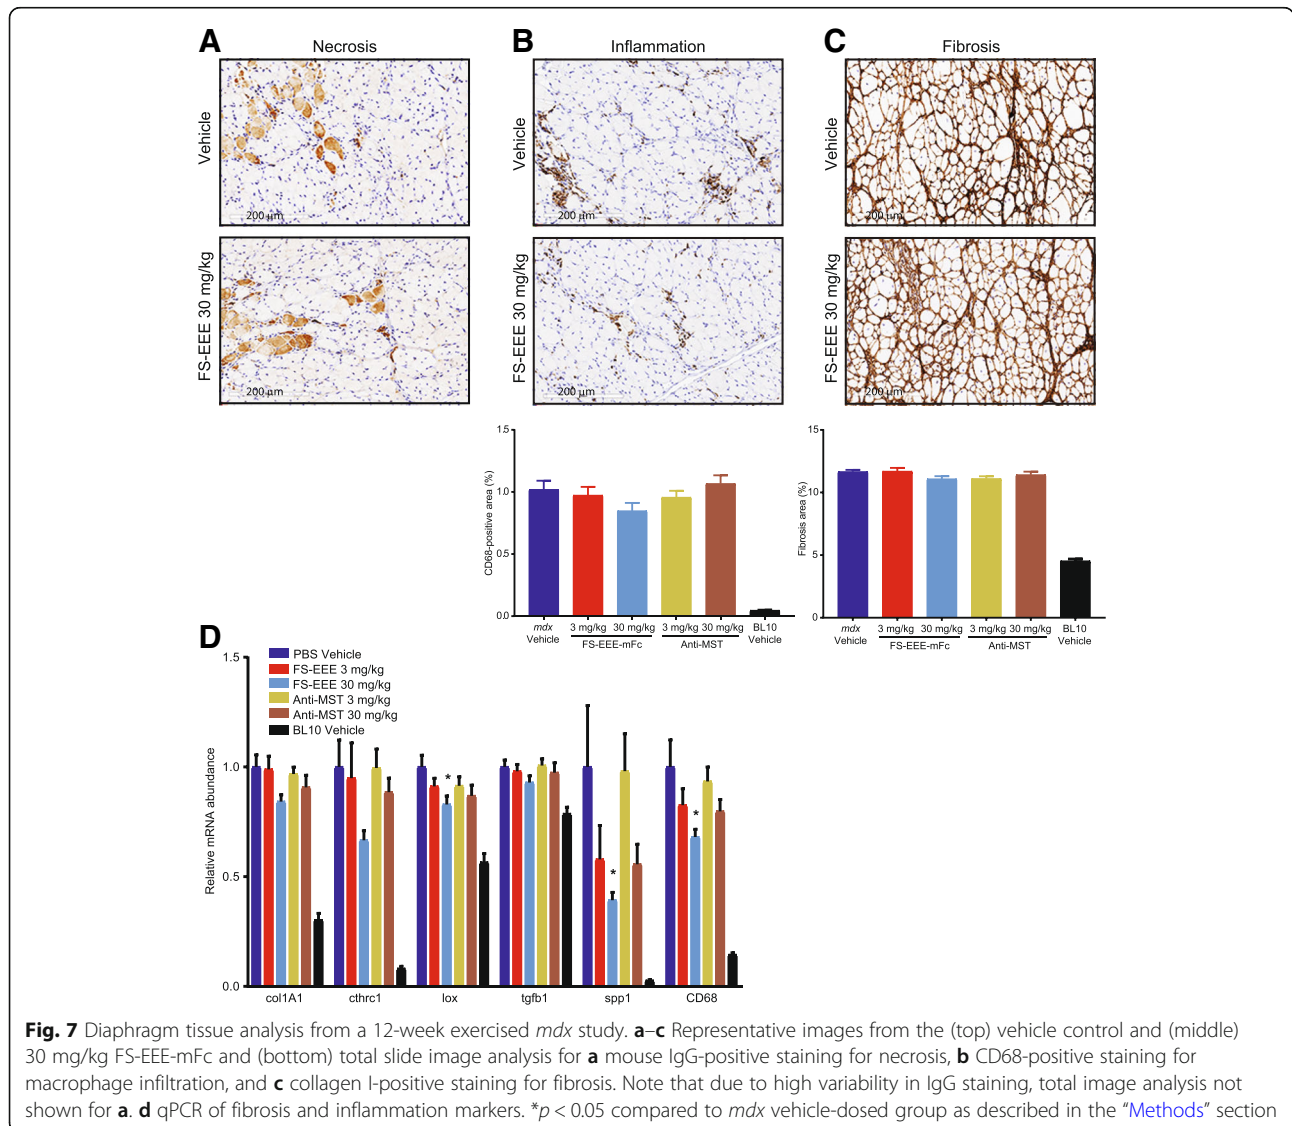 A Necrosis
B Inflammation
C Fibrosis
Vehicle
200 µm
Vehicle
200 µm
Vehicle
200 µm
FS-EEE 30 mg/kg
200 µm
FS-EEE 30 mg/kg
200 µm
FS-EEE 30 mg/kg
200 µm
CD68-positive area (%)
1.5
1.0
0.5
0.0
mdx Vehicle
3 mg/kg 30 mg/kg
FS-EEE-mFc
3 mg/kg 30 mg/kg
Anti-MST
BL10 Vehicle
Fibrosis area (%)
15
10
5
0
mdx Vehicle
3 mg/kg 30 mg/kg
FS-EEE-mFc
3 mg/kg 30 mg/kg
Anti-MST
BL10 Vehicle
D
PBS Vehicle
FS-EEE 3 mg/kg
FS-EEE 30 mg/kg
Anti-MST 3 mg/kg
Anti-MST 30 mg/kg
BL10 Vehicle
Relative mRNA abundance
1.5
1.0
0.5
0.0
* * *
col1A1 cthrc1 lox tgfb1 spp1 CD68
Fig. 7 Diaphragm tissue analysis from a 12-week exercised mdx study. a–c Representative images from the (top) vehicle control and (middle)
30 mg/kg FS-EEE-mFc and (bottom) total slide image analysis for a mouse IgG-positive staining for necrosis, b CD68-positive staining for
macrophage infiltration, and c collagen I-positive staining for fibrosis. Note that due to high variability in IgG staining, total image analysis not
shown for a. d qPCR of fibrosis and inflammation markers. *p < 0.05 compared to mdx vehicle-dosed group as described in the “Methods” section